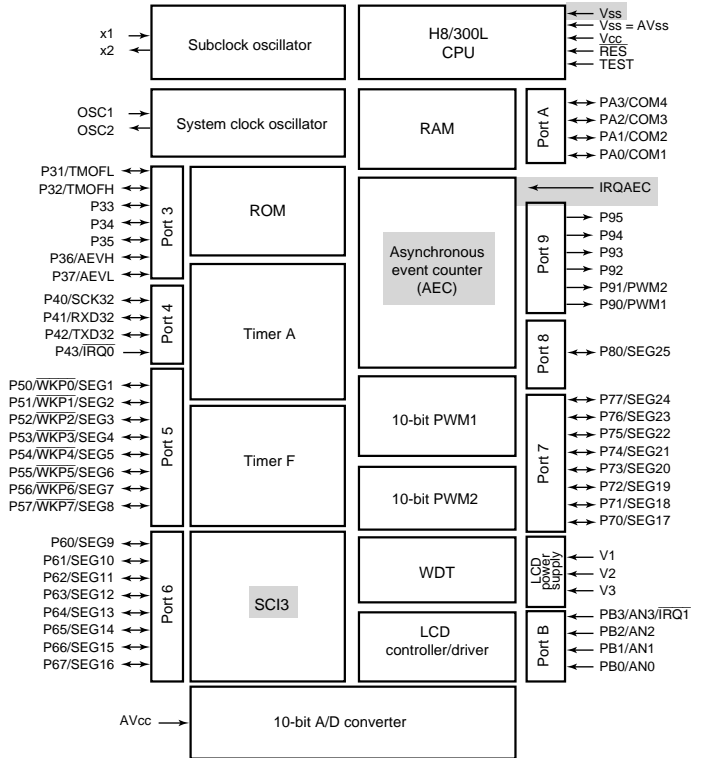 x1
x2
Subclock oscillator
H8/300L
CPU
Vss
Vss = AVss
Vcc
RES
TEST
OSC1
OSC2
System clock oscillator
RAM
Port A
PA3/COM4
PA2/COM3
PA1/COM2
PA0/COM1
P31/TMOFL
P32/TMOFH
P33
P34
P35
P36/AEVH
P37/AEVL
Port 3
ROM
Asynchronous
event counter
(AEC)
IRQAEC
Port 9
P95
P94
P93
P92
P91/PWM2
P90/PWM1
P40/SCK32
P41/RXD32
P42/TXD32
P43/IRQ0
Port 4
Timer A
Port 8
P80/SEG25
P50/WKP0/SEG1
P51/WKP1/SEG2
P52/WKP2/SEG3
P53/WKP3/SEG4
P54/WKP4/SEG5
P55/WKP5/SEG6
P56/WKP6/SEG7
P57/WKP7/SEG8
Port 5
Timer F
10-bit PWM1
10-bit PWM2
Port 7
P77/SEG24
P76/SEG23
P75/SEG22
P74/SEG21
P73/SEG20
P72/SEG19
P71/SEG18
P70/SEG17
P60/SEG9
P61/SEG10
P62/SEG11
P63/SEG12
P64/SEG13
P65/SEG14
P66/SEG15
P67/SEG16
Port 6
SCI3
WDT
LCD
power
supply
V1
V2
V3
LCD
controller/driver
Port B
PB3/AN3/IRQ1
PB2/AN2
PB1/AN1
PB0/AN0
AVcc
10-bit A/D converter